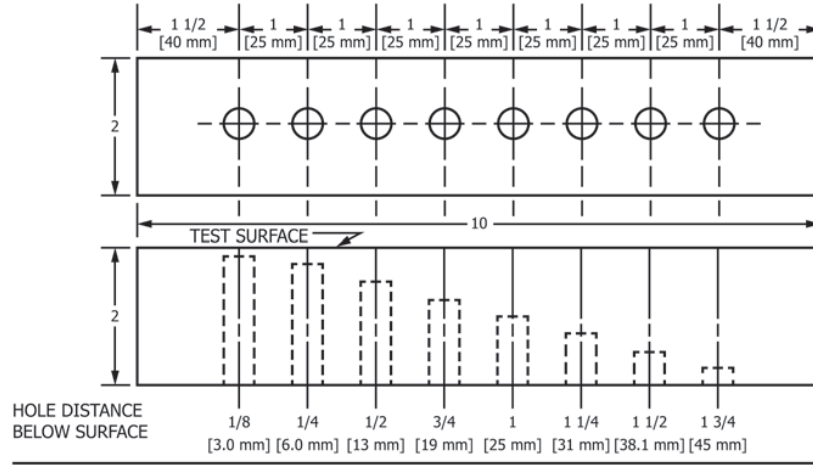 1 1/2 1 1 1 1 1 1 1 1 1/2
[40 mm] [25 mm] [25 mm] [25 mm] [25 mm] [25 mm] [25 mm] [25 mm] [40 mm]
2
10
TEST SURFACE
2
HOLE DISTANCE
BELOW SURFACE
1/8 1/4 1/2 3/4 1 1 1/4 1 1/2 1 3/4
[3.0 mm] [6.0 mm] [13 mm] [19 mm] [25 mm] [31 mm] [38.1 mm] [45 mm]